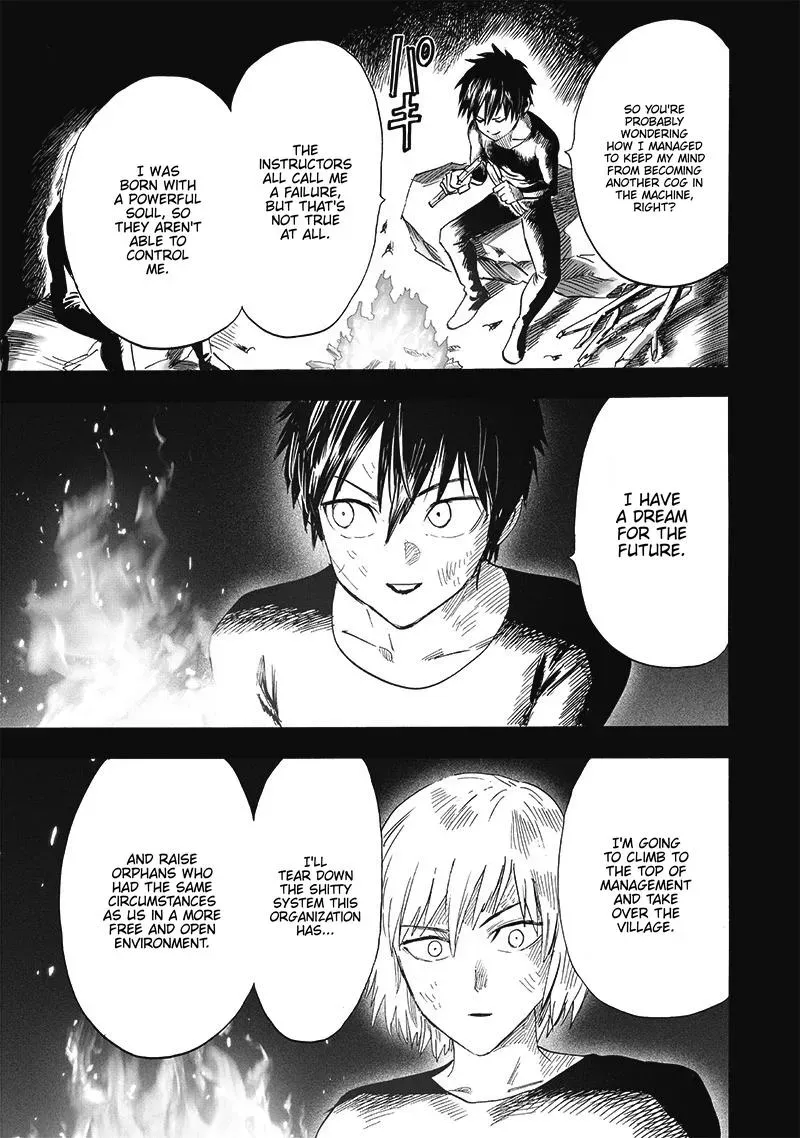 SO YOU'RE
PROBABLY
WONDERING
HOW I MANAGED
TO KEEP MY MIND
FROM BECOMING
ANOTHER COG IN
THE MACHINE,
RIGHT?
パキ
THE
INSTRUCTORS
ALL CALL ME
A FAILURE,
BUT THAT'S
NOT TRUE
AT ALL.
I WAS
BORN WITH
A POWERFUL
SOUL, SO
THEY AREN'T
ABLE TO
CONTROL
ME.
I HAVE
A DREAM
FOR THE
FUTURE.
I'M GOING
TO CLIMB TO
THE TOP OF
MANAGEMENT
AND TAKE
OVER THE
VILLAGE.
I'LL
TEAR DOWN
THE SHITTY
SYSTEM THIS
ORGANIZATION
HAS...
AND RAISE
ORPHANS WHO
HAD THE SAME
CIRCUMSTANCES
AS US IN A MORE
FREE AND OPEN
ENVIRONMENT.